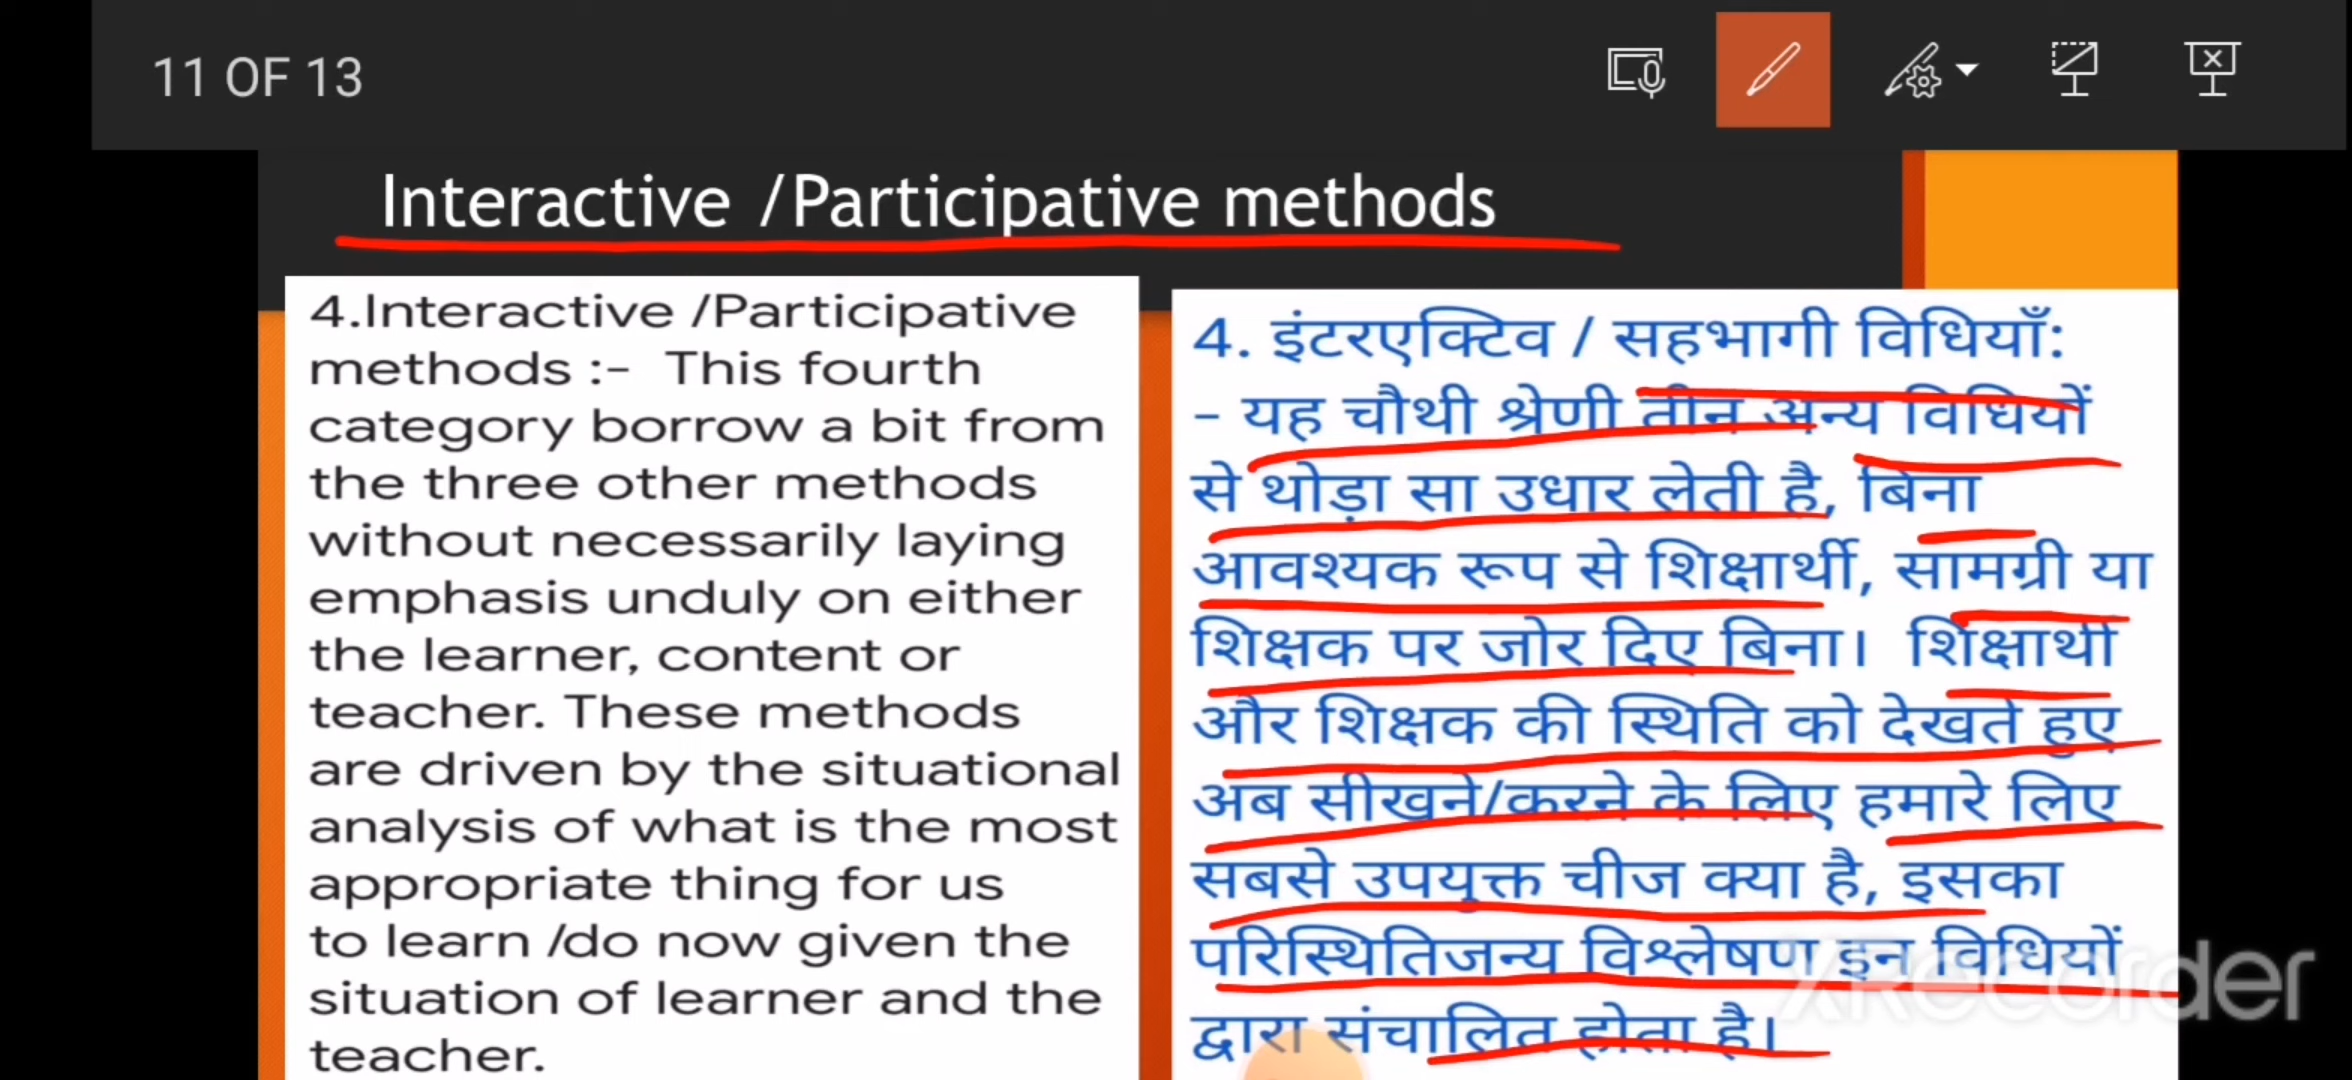 11 OF 13
Interactive /Participative methods
4.Interactive /Participative
methods :- This fourth
category borrow a bit from
the three other methods
without necessarily laying
emphasis unduly on either
the learner, content or
teacher. These methods
are driven by the situational
analysis of what is the most
appropriate thing for us
to learn /do now given the
situation of learner and the
teacher.
4. इंटरएक्टिव / सहभागी विधियाँ:
- यह चौथी श्रेणी तीन अन्य विधियों
से थोड़ा सा उधार लेती है, बिना
आवश्यक रूप से शिक्षार्थी, सामग्री या
शिक्षक पर जोर दिए बिना। शिक्षार्थी
और शिक्षक की स्थिति को देखते हुए
अब सीखने/करने के लिए हमारे लिए
सबसे उपयुक्त चीज क्या है, इसका
परिस्थितिजन्य विश्लेषण इन विधियों
द्वारा संचालित होता है।
XRecorder